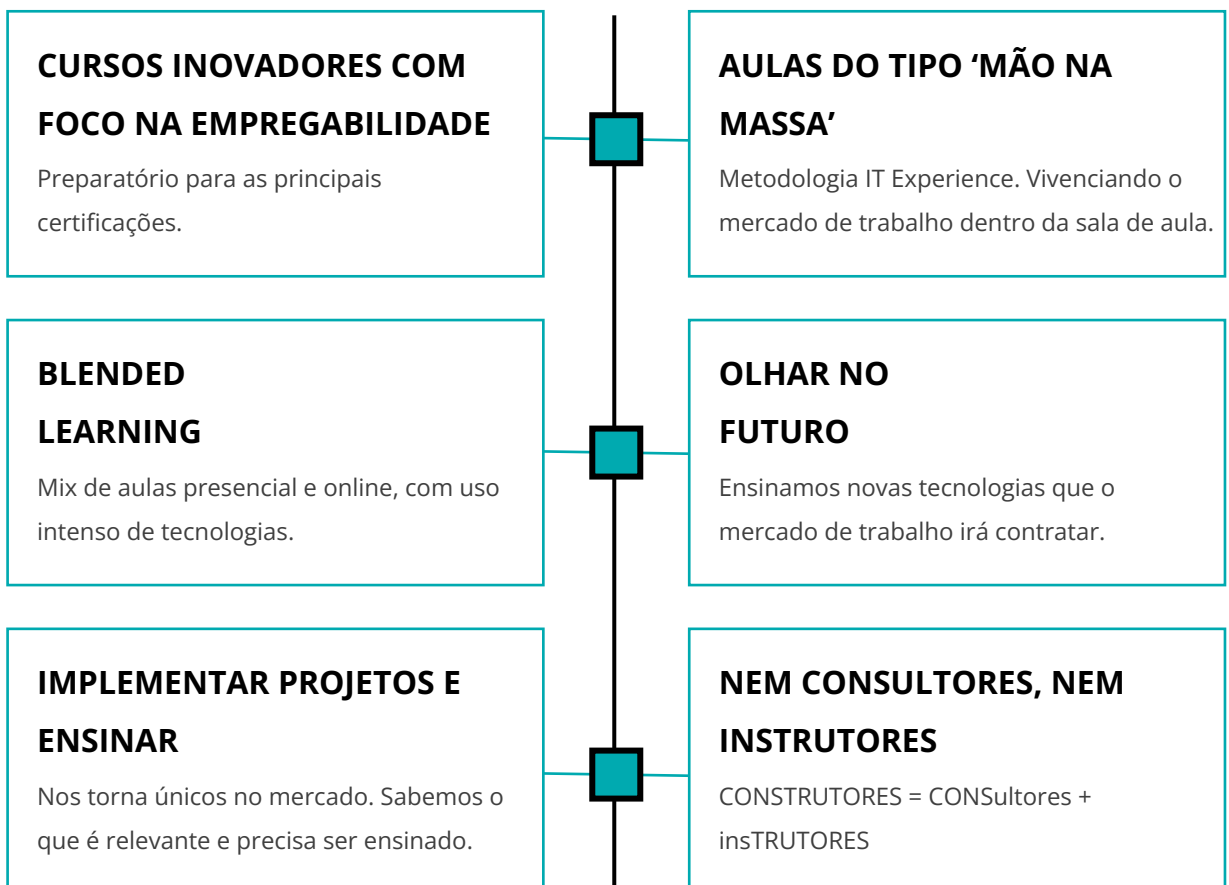 CURSOS INOVADORES COM
FOCO NA EMPREGABILIDADE
Preparatório para as principais
certificações.
AULAS DO TIPO ‘MÃO NA
MASSA’
Metodologia IT Experience. Vivenciando o
mercado de trabalho dentro da sala de aula.
BLENDED
LEARNING
Mix de aulas presencial e online, com uso
intenso de tecnologias.
OLHAR NO
FUTURO
Ensinamos novas tecnologias que o
mercado de trabalho irá contratar.
IMPLEMENTAR PROJETOS E
ENSINAR
Nos torna únicos no mercado. Sabemos o
que é relevante e precisa ser ensinado.
NEM CONSULTORES, NEM
INSTRUTORES
CONSTRUTORES = CONSultores +
insTRUTORES